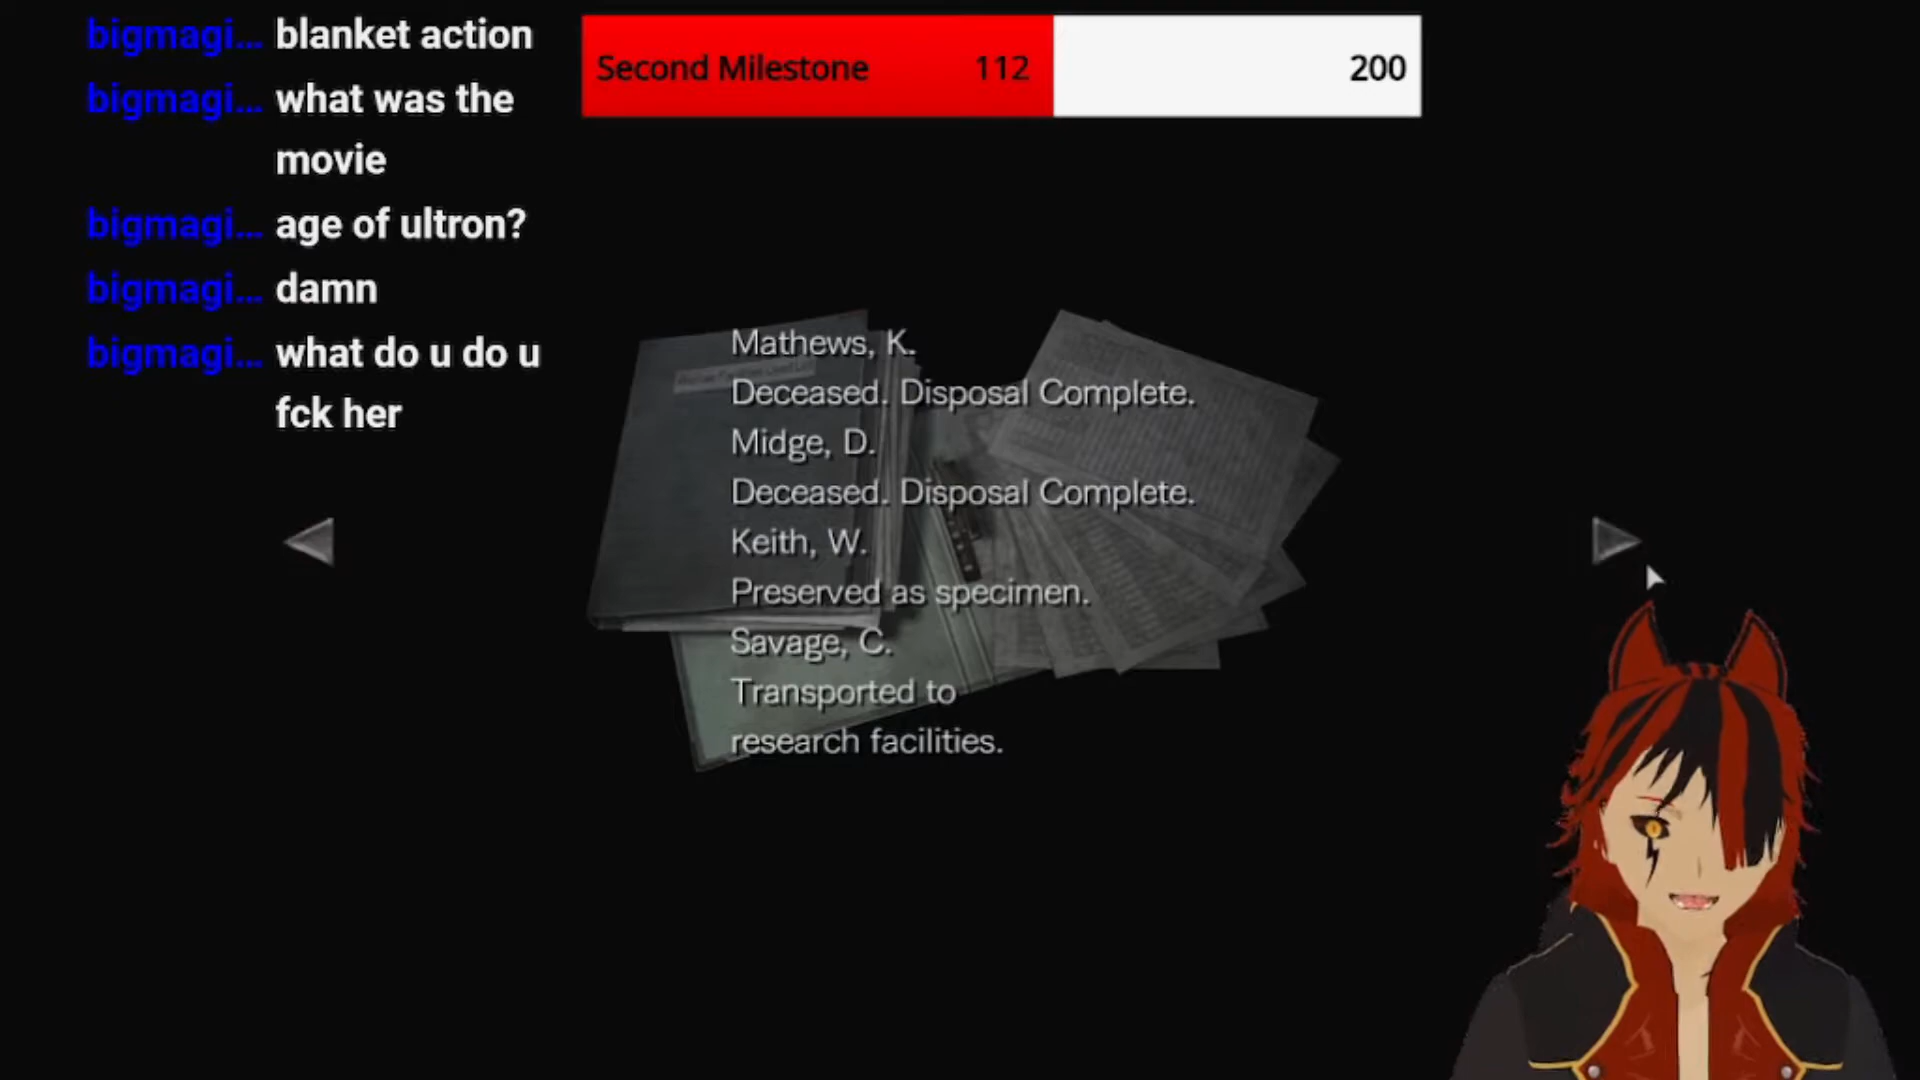 bigmagi... blanket action
bigmagi... what was the
movie
bigmagi... age of ultron?
bigmagi... damn
bigmagi... what do u do u
fck her
Second Milestone 112 200
Mathews, K.
Deceased. Disposal Complete.
Midge, D.
Deceased. Disposal Complete.
Keith, W.
Preserved as specimen.
Savage, C.
Transported to
research facilities.